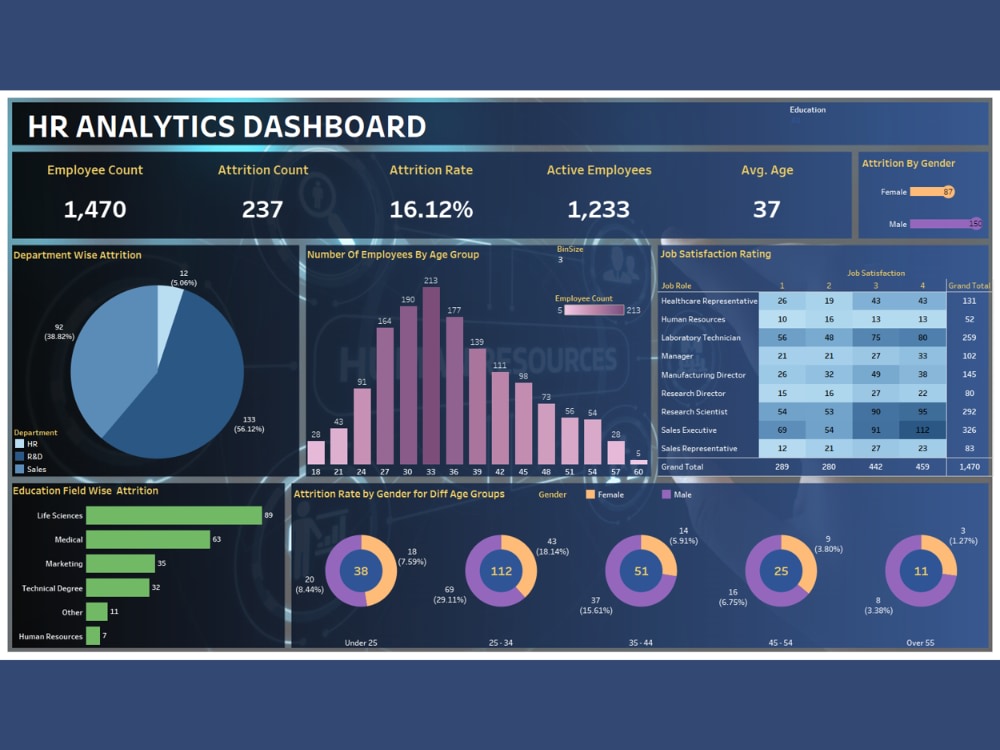 Education
HR ANALYTICS DASHBOARD
Employee Count Attrition Count Attrition Rate Active Employees Avg. Age
1,470 237 16.12% 1,233 37
Attrition By Gender
Female 87
Male 150
Department Wise Attrition
12
(5.06%)
92
(38.82%)
133
(56.12%)
Department
HR
R&D
Sales
Number Of Employees By Age Group
BinSize
3
Employee Count
5 213
28 43 91 164 190 213 177 139 111 98 73 56 54 28 5
18 21 24 27 30 33 36 39 42 45 48 51 54 57 60
HUMAN RESOURCES
Job Satisfaction Rating
Job Satisfaction
Job Role 1 2 3 4 Grand Total
Healthcare Representative 26 19 43 43 131
Human Resources 10 16 13 13 52
Laboratory Technician 56 48 75 80 259
Manager 21 21 27 33 102
Manufacturing Director 26 32 49 38 145
Research Director 15 16 27 22 80
Research Scientist 54 53 90 95 292
Sales Executive 69 54 91 112 326
Sales Representative 12 21 27 23 83
Grand Total 289 280 442 459 1,470
Education Field Wise Attrition
Life Sciences 89
Medical 63
Marketing 35
Technical Degree 32
Other 11
Human Resources 7
Attrition Rate by Gender for Diff Age Groups
Gender Female Male
38
18
(7.59%)
20
(8.44%)
Under 25
112
43
(18.14%)
69
(29.11%)
25 - 34
51
14
(5.91%)
37
(15.61%)
35 - 44
25
9
(3.80%)
16
(6.75%)
45 - 54
11
3
(1.27%)
8
(3.38%)
Over 55